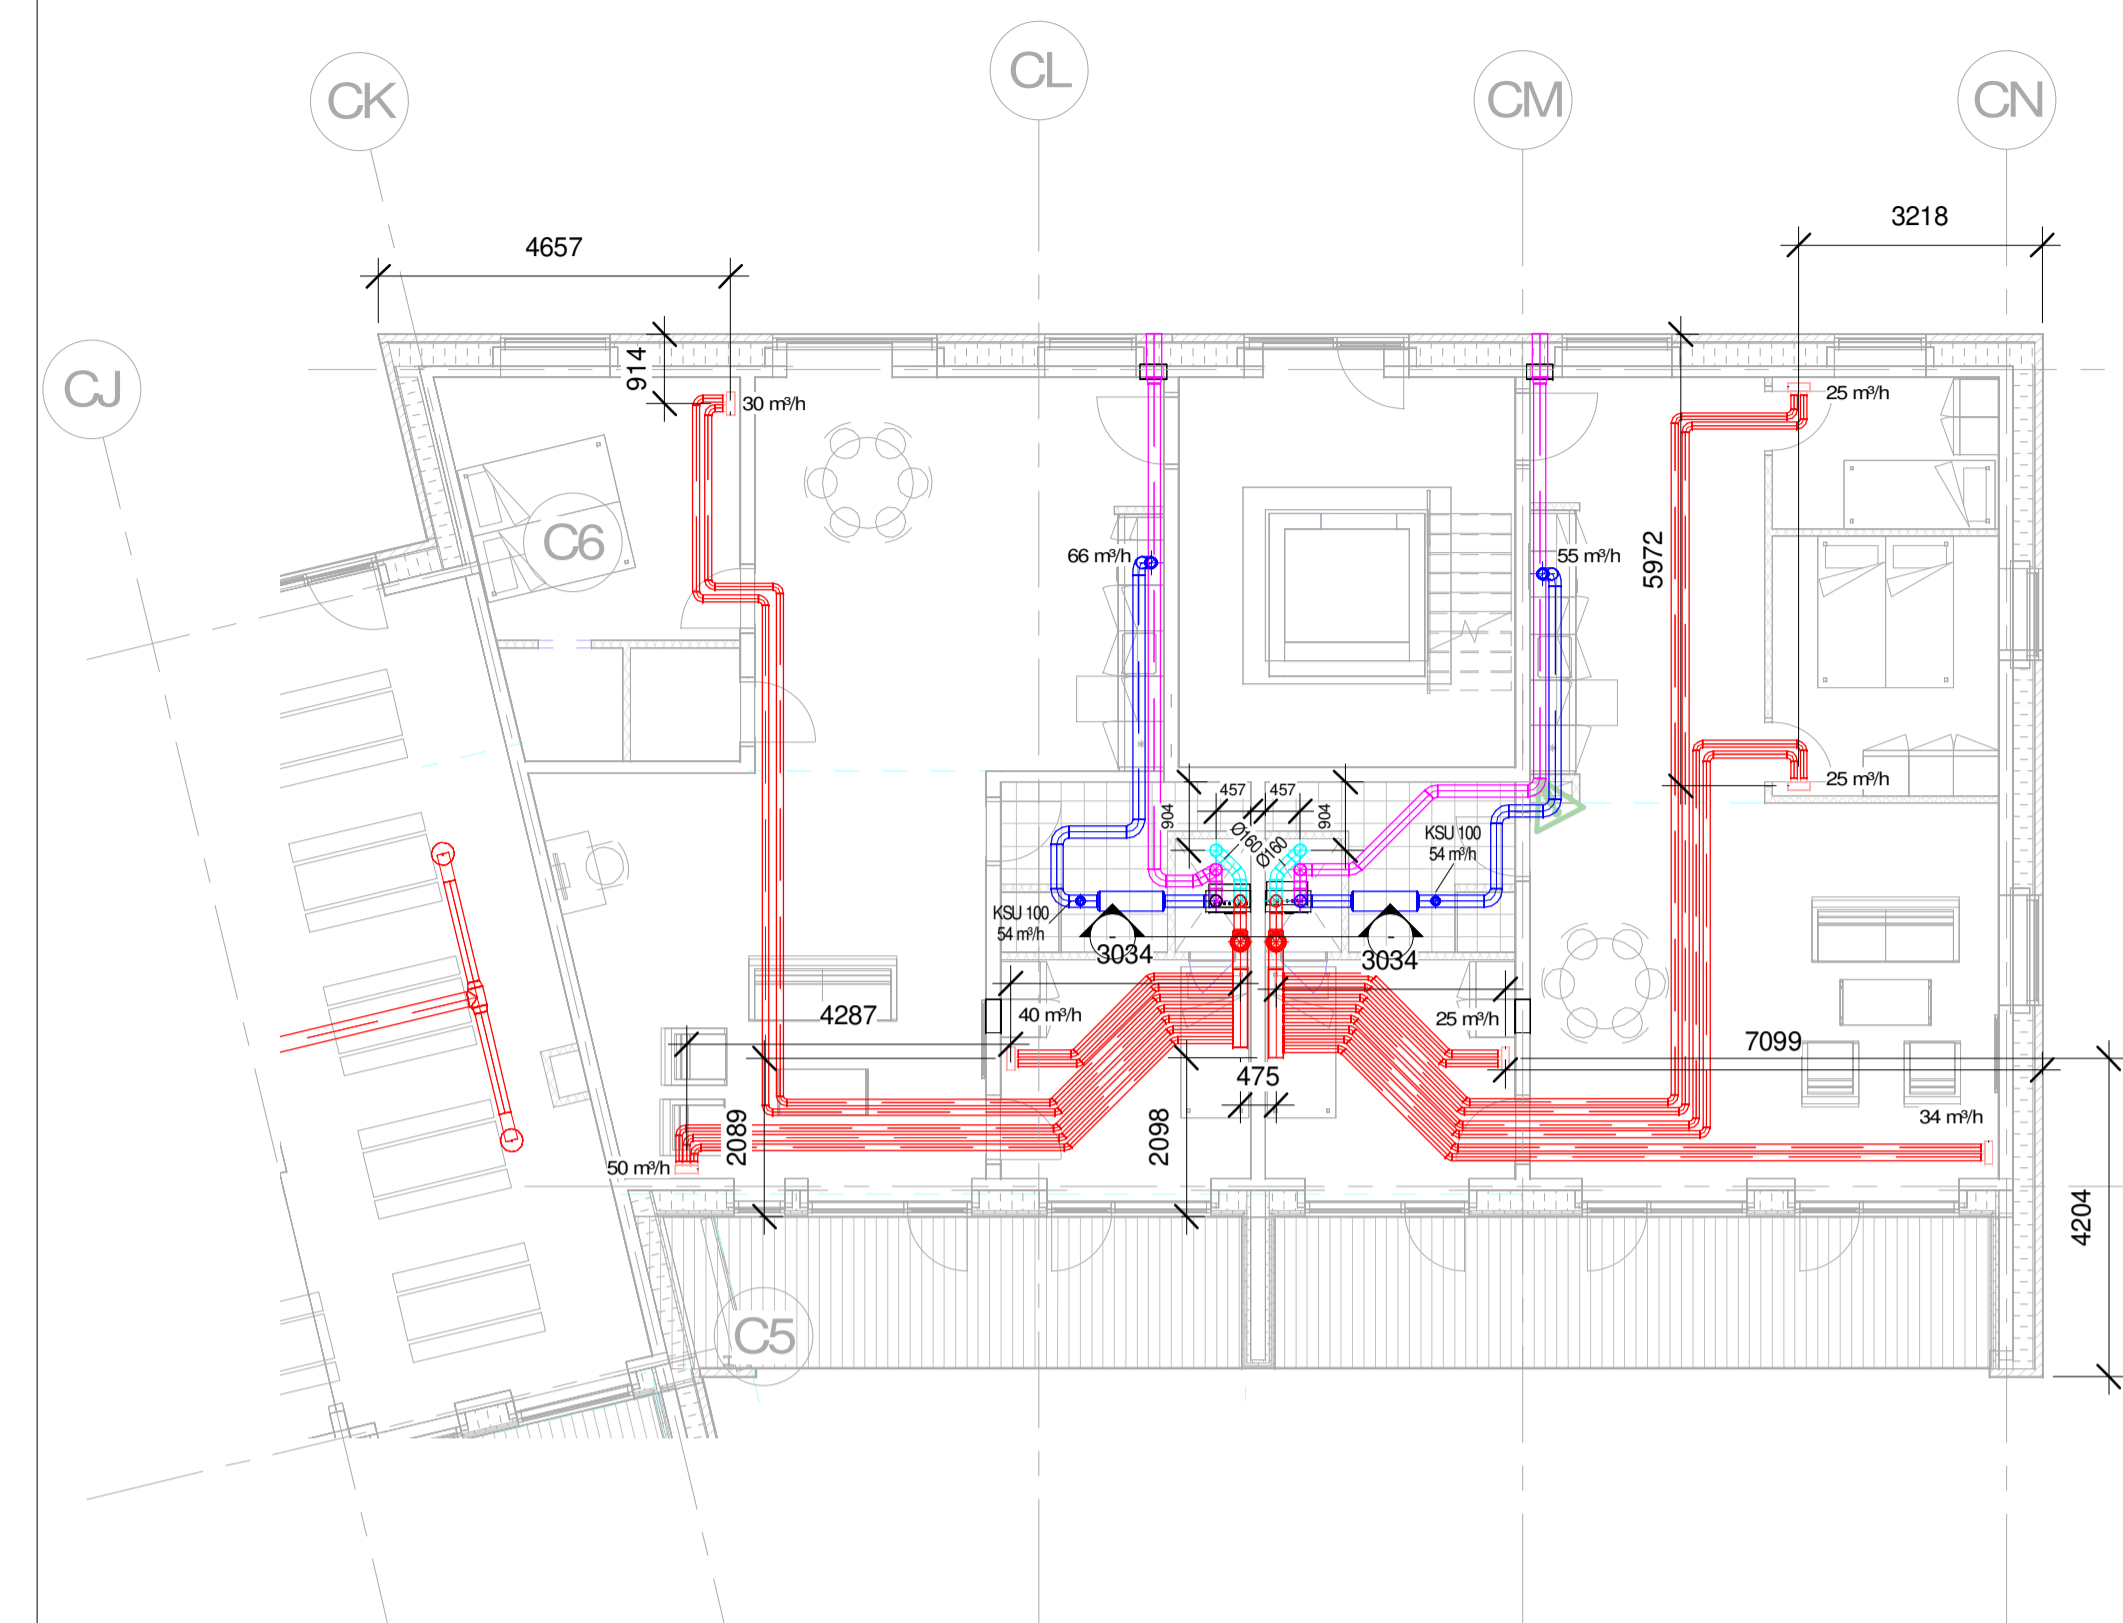 CL
CK
CM
CN
3218
4657
CJ
914
30 m³/h
25 m³/h
C6
66 m³/h
55 m³/h
5972
25 m³/h
457
457
904
904
Ø160
Ø160
KSU 100
54 m³/h
KSU 100
54 m³/h
-
-
3034
3034
4287
40 m³/h
25 m³/h
7099
475
2089
2098
34 m³/h
50 m³/h
4204
C5